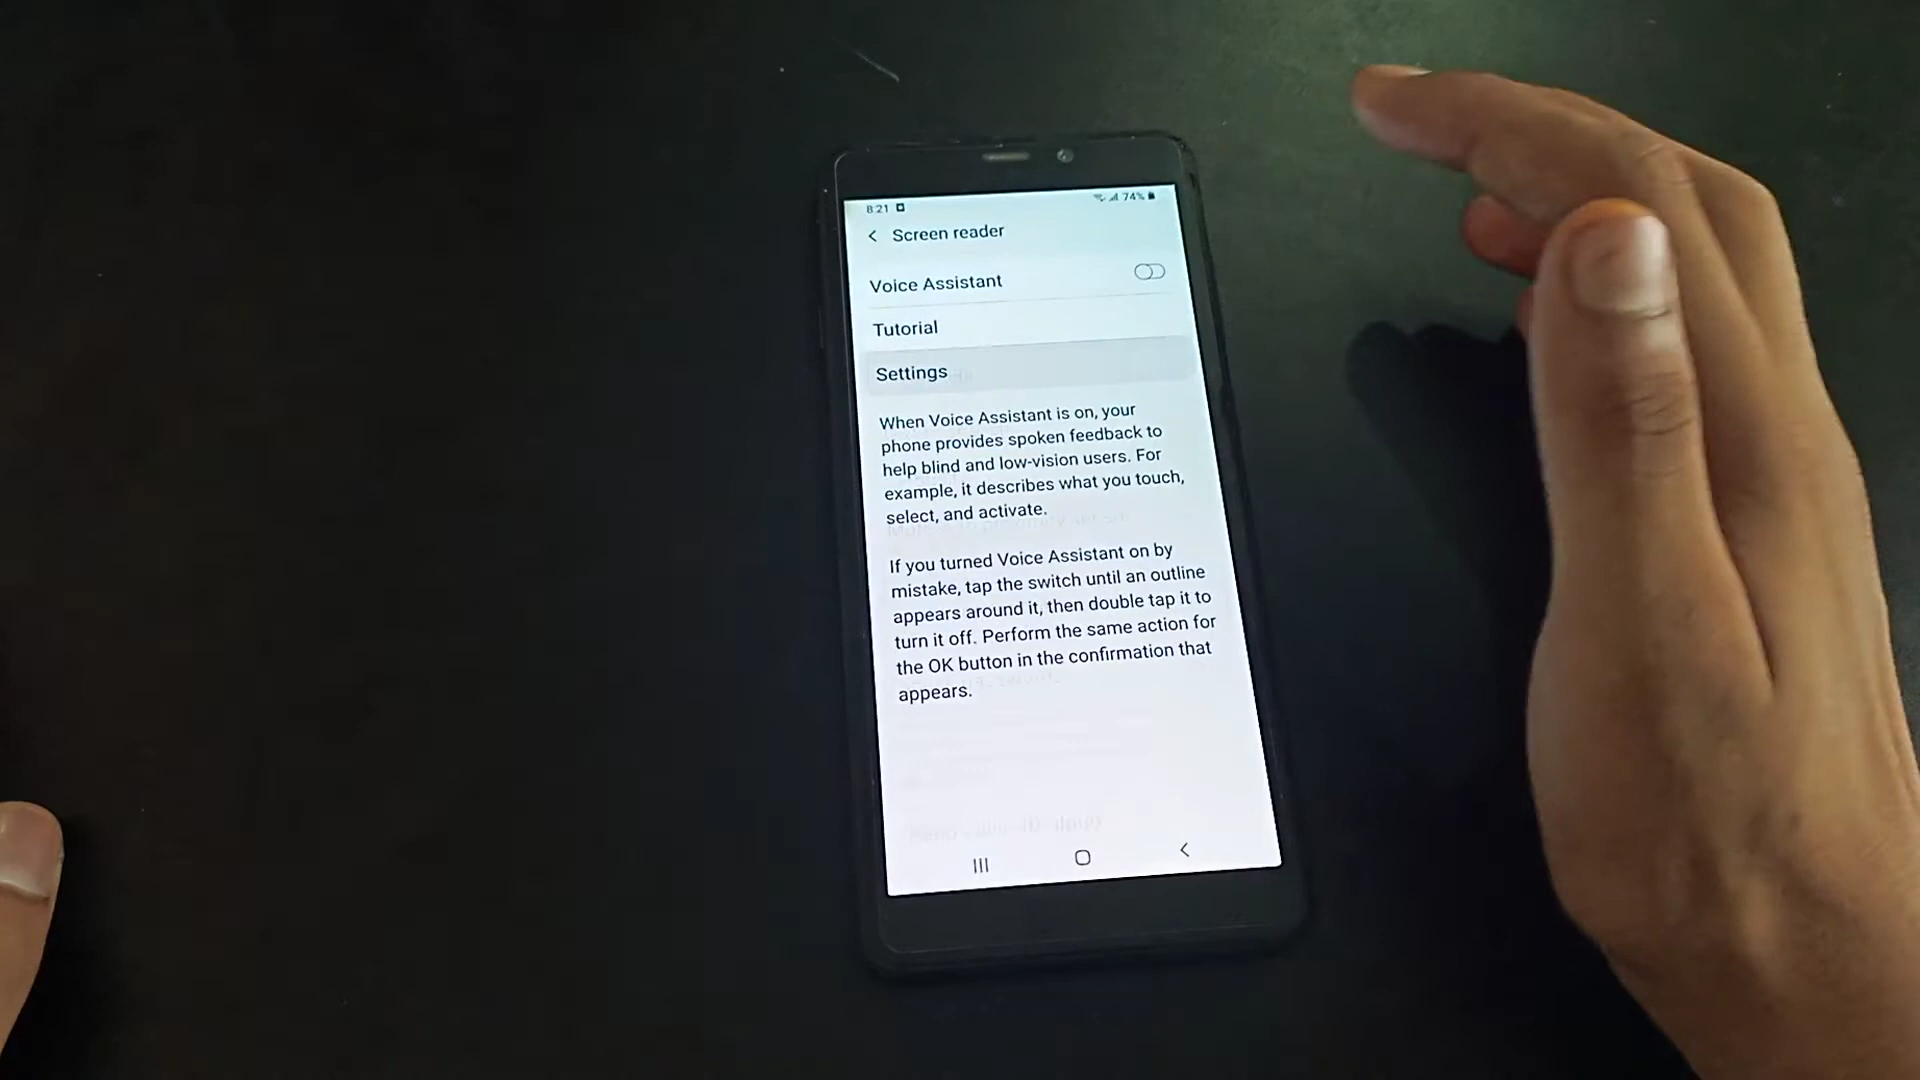 8:21 74%
Screen reader
Voice Assistant
Tutorial
Settings
When Voice Assistant is on, your
phone provides spoken feedback to
help blind and low-vision users. For
example, it describes what you touch,
select, and activate.
If you turned Voice Assistant on by
mistake, tap the switch until an outline
appears around it, then double tap it to
turn it off. Perform the same action for
the OK button in the confirmation that
appears.